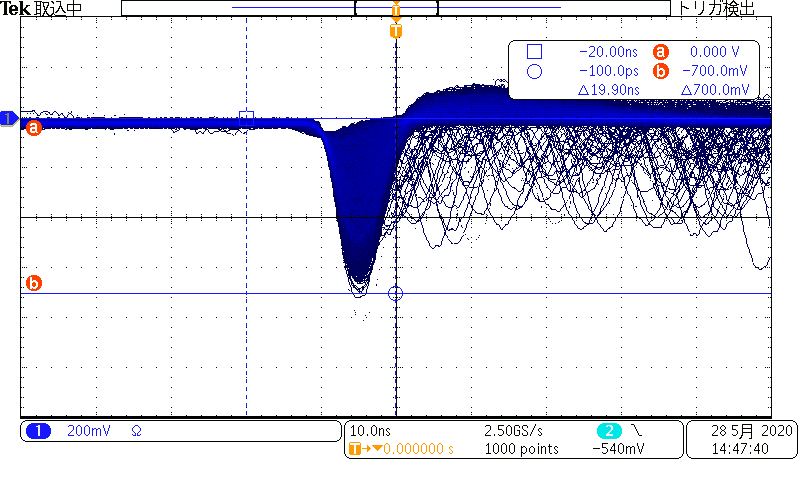 Tek 取込中 トリガ検出
T
T
−20.00ns a 0.000 V
−100.0ps b −700.0mV
△19.90ns △700.0mV
1
a
b
1 200mV Ω
10.0ns 2.50GS/s 2
T→▼0.000000 s 1000 points −540mV
28 5月 2020
14:47:40